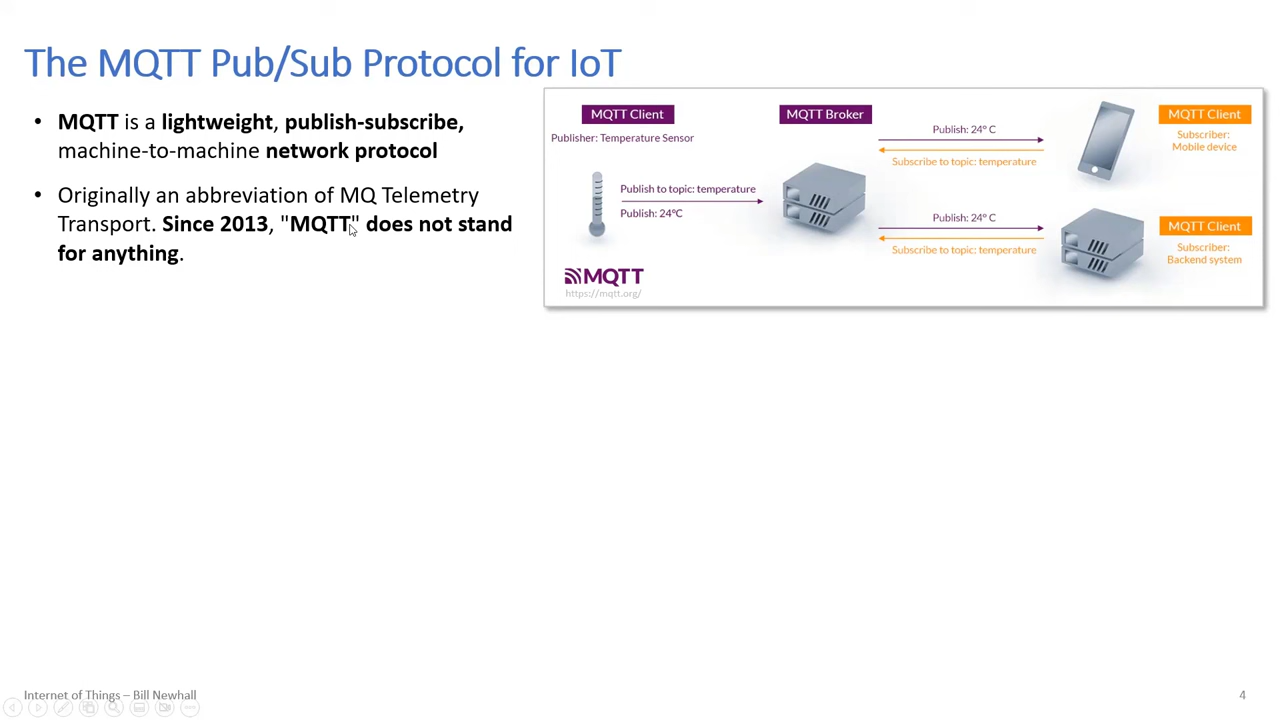 The MQTT Pub/Sub Protocol for IoT
• MQTT is a lightweight, publish-subscribe,
machine-to-machine network protocol
• Originally an abbreviation of MQ Telemetry
Transport. Since 2013, "MQTT" does not stand
for anything.
MQTT Client
Publisher: Temperature Sensor
Publish to topic: temperature
Publish: 24°C
MQTT
https://mqtt.org/
MQTT Broker
Publish: 24° C
Subscribe to topic: temperature
MQTT Client
Subscriber:
Mobile device
Publish: 24° C
Subscribe to topic: temperature
MQTT Client
Subscriber:
Backend system
Internet of Things – Bill Newhall
4